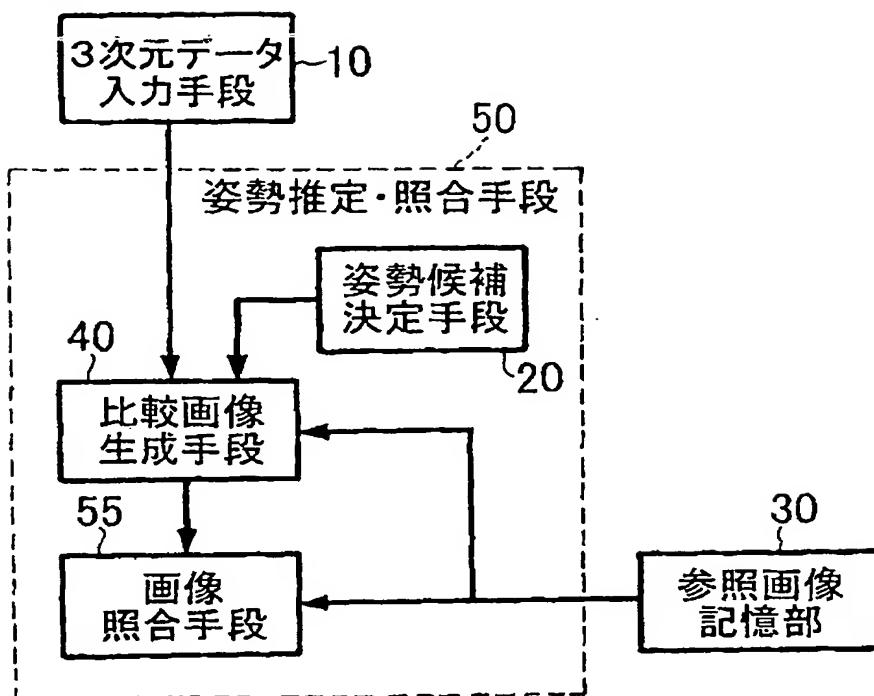 3次元データ
入力手段
10
50
姿勢推定・照合手段
姿勢候補
決定手段
20
40
比較画像
生成手段
55
画像
照合手段
30
参照画像
記憶部